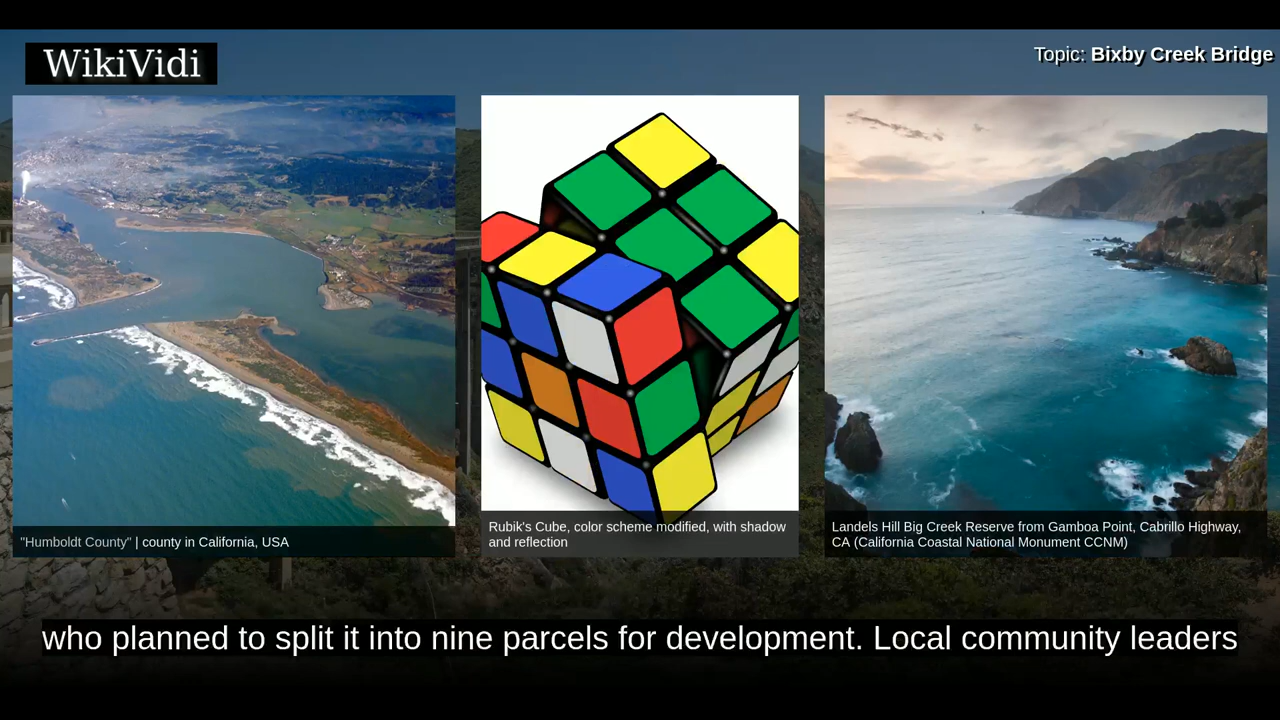 WikiVidi
Topic: Bixby Creek Bridge
"Humboldt County" | county in California, USA
Rubik's Cube, color scheme modified, with shadow
and reflection
Landels Hill Big Creek Reserve from Gamboa Point, Cabrillo Highway,
CA (California Coastal National Monument CCNM)
who planned to split it into nine parcels for development. Local community leaders